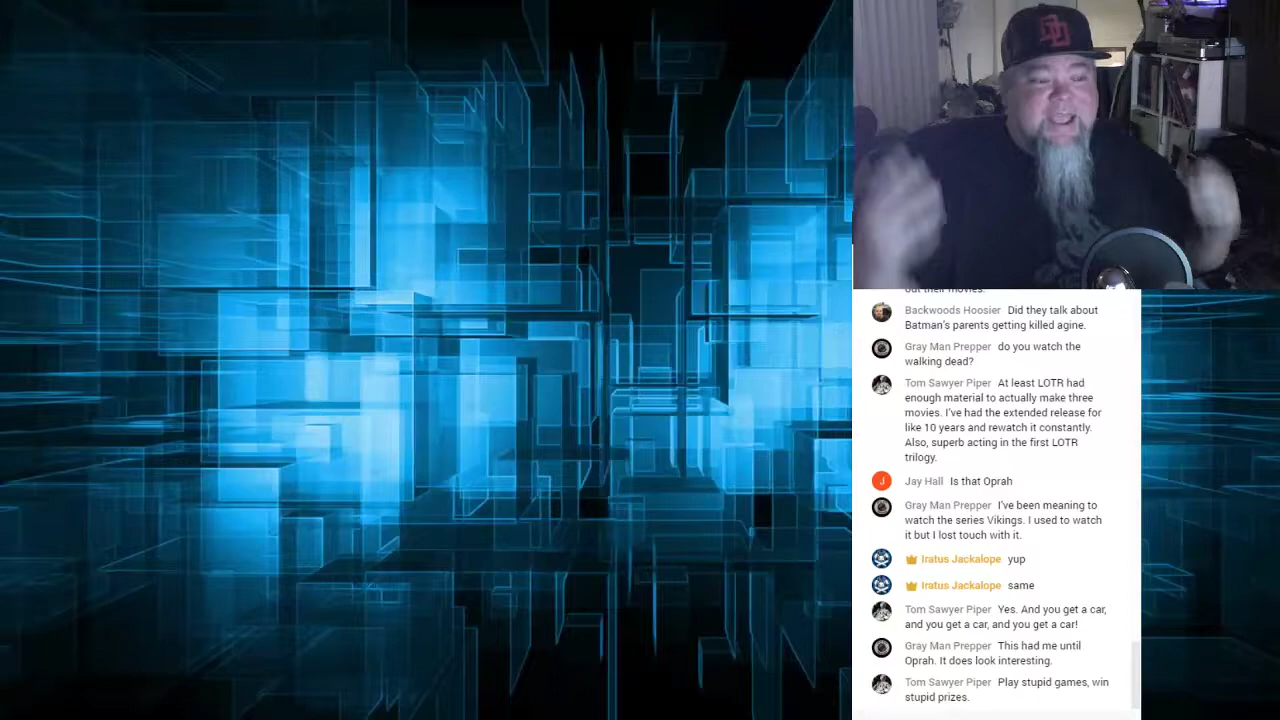 out their movies.
Backwoods Hoosier Did they talk about
Batman's parents getting killed agine.
Gray Man Prepper do you watch the
walking dead?
Tom Sawyer Piper At least LOTR had
enough material to actually make three
movies. I've had the extended release for
like 10 years and rewatch it constantly.
Also, superb acting in the first LOTR
trilogy.
J Jay Hall Is that Oprah
Gray Man Prepper I've been meaning to
watch the series Vikings. I used to watch
it but I lost touch with it.
Iratus Jackalope yup
Iratus Jackalope same
Tom Sawyer Piper Yes. And you get a car,
and you get a car, and you get a car!
Gray Man Prepper This had me until
Oprah. It does look interesting.
Tom Sawyer Piper Play stupid games, win
stupid prizes.